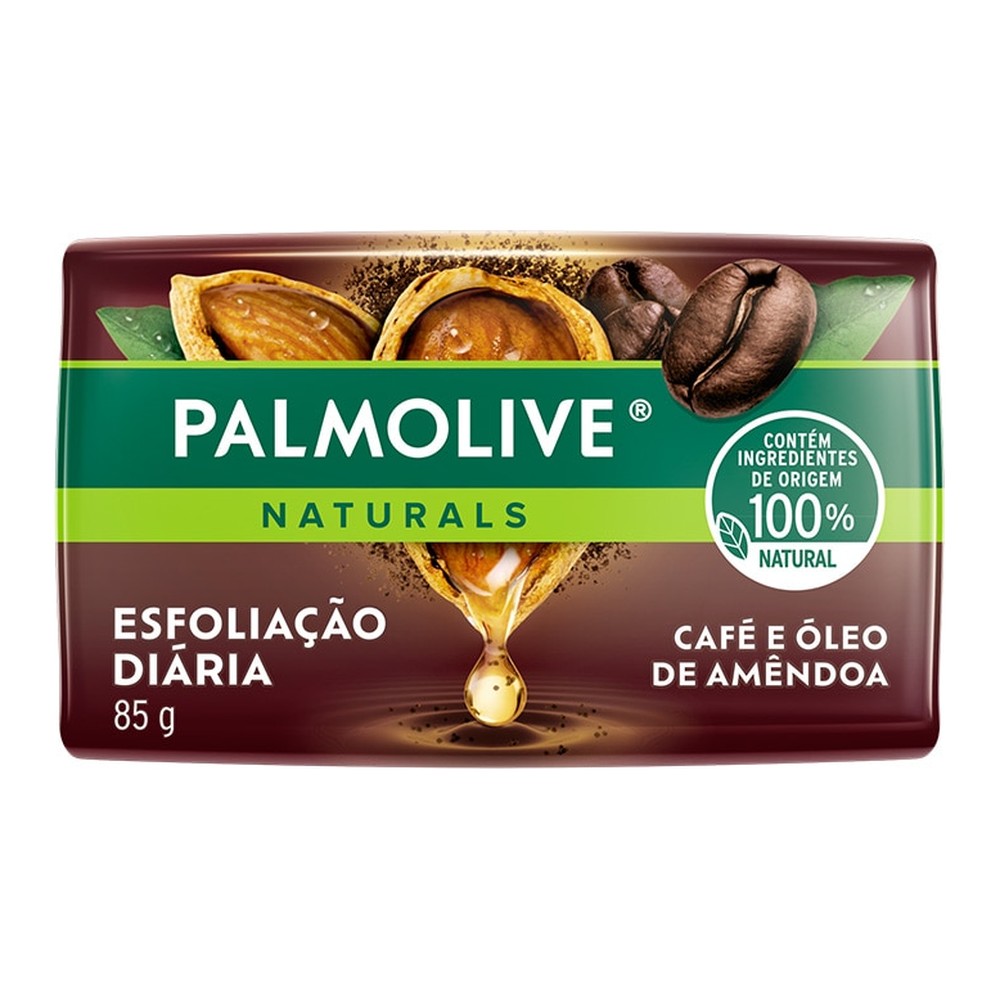 PALMOLIVE®
NATURALS
CONTÉM
INGREDIENTES
DE ORIGEM
100%
NATURAL
ESFOLIAÇÃO
DIÁRIA
85 g
CAFÉ E ÓLEO
DE AMÊNDOA